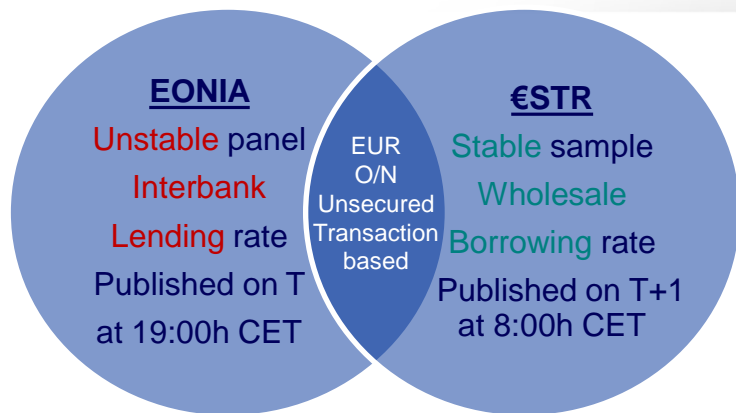 EONIA
Unstable panel
Interbank
Lending rate
Published on T
at 19:00h CET
EUR
O/N
Unsecured
Transaction
based
€STR
Stable sample
Wholesale
Borrowing rate
Published on T+1
at 8:00h CET